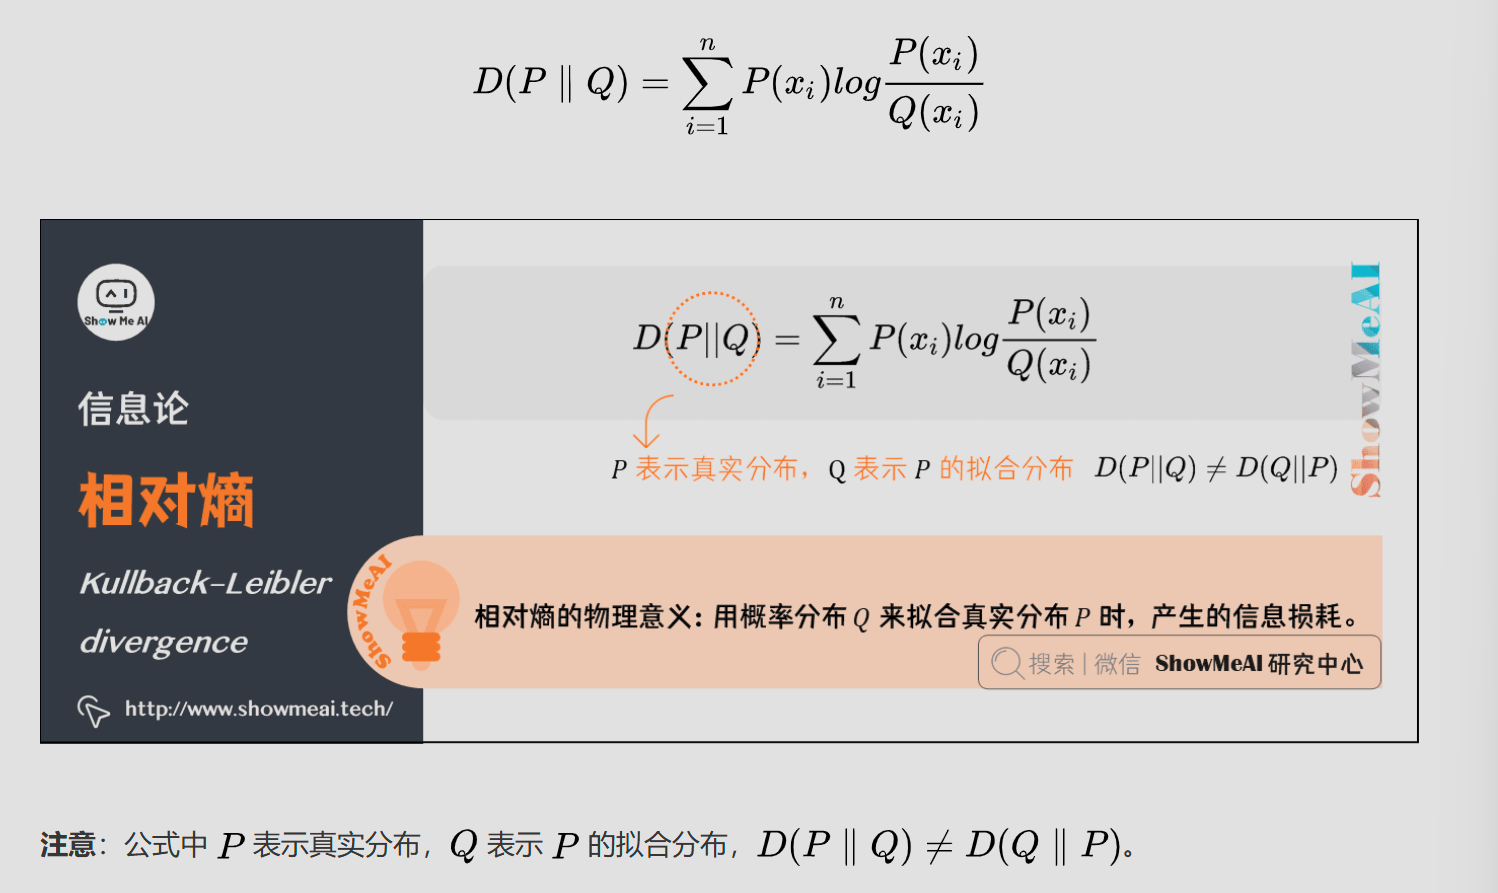 D(P ∥ Q) = \sum_{i=1}^{n} P(x_i) log \frac{P(x_i)}{Q(x_i)}
Show Me AI
信息论
相对熵
Kullback-Leibler
divergence
http://www.showmeai.tech/
D(P||Q) = \sum_{i=1}^{n} P(x_i) log \frac{P(x_i)}{Q(x_i)}
P 表示真实分布，Q 表示 P 的拟合分布 D(P||Q) ≠ D(Q||P)
ShowMeAI
ShowMeAI
相对熵的物理意义：用概率分布 Q 来拟合真实分布 P 时，产生的信息损耗。
搜索 | 微信 ShowMeAI 研究中心
注意：公式中 P 表示真实分布，Q 表示 P 的拟合分布，D(P ∥ Q) ≠ D(Q ∥ P)。